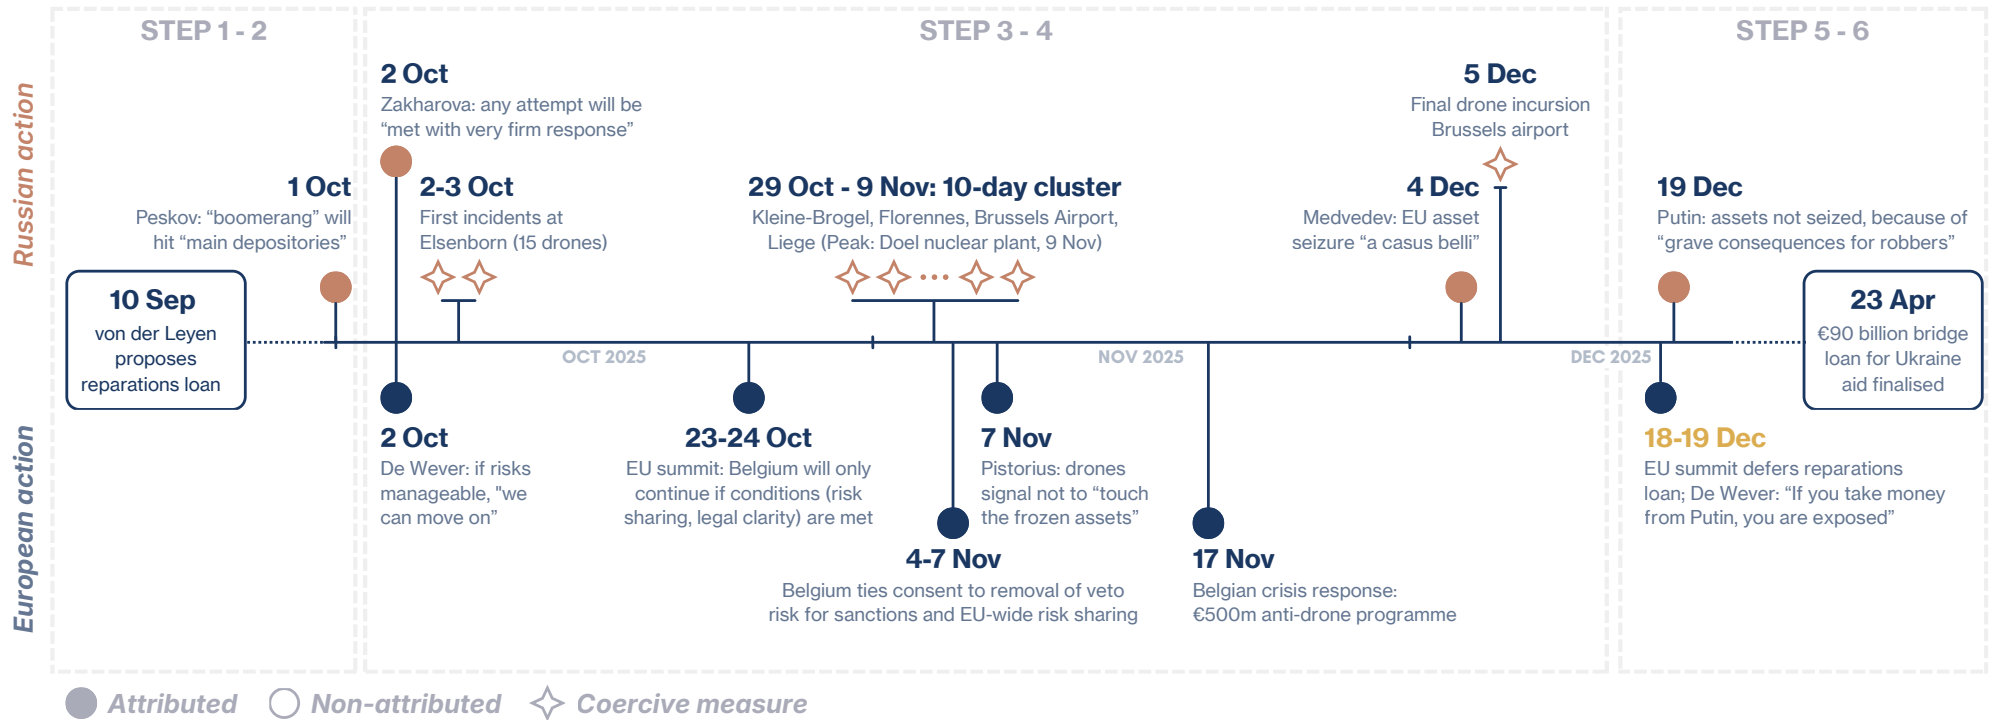 STEP 1 - 2
STEP 3 - 4
STEP 5 - 6
Russian action
European action
10 Sep
von der Leyen
proposes
reparations loan
1 Oct
Peskov: “boomerang” will
hit “main depositories”
2 Oct
Zakharova: any attempt will be
“met with very firm response”
2-3 Oct
First incidents at
Elsenborn (15 drones)
29 Oct - 9 Nov: 10-day cluster
Kleine-Brogel, Florennes, Brussels Airport,
Liege (Peak: Doel nuclear plant, 9 Nov)
4 Dec
Medvedev: EU asset
seizure “a casus belli”
5 Dec
Final drone incursion
Brussels airport
19 Dec
Putin: assets not seized, because of
“grave consequences for robbers”
23 Apr
€90 billion bridge
loan for Ukraine
aid finalised
OCT 2025
NOV 2025
DEC 2025
2 Oct
De Wever: if risks
manageable, "we
can move on”
23-24 Oct
EU summit: Belgium will only
continue if conditions (risk
sharing, legal clarity) are met
4-7 Nov
Belgium ties consent to removal of veto
risk for sanctions and EU-wide risk sharing
7 Nov
Pistorius: drones
signal not to “touch
the frozen assets”
17 Nov
Belgian crisis response:
€500m anti-drone programme
18-19 Dec
EU summit defers reparations
loan; De Wever: “If you take money
from Putin, you are exposed”
Attributed
Non-attributed
Coercive measure